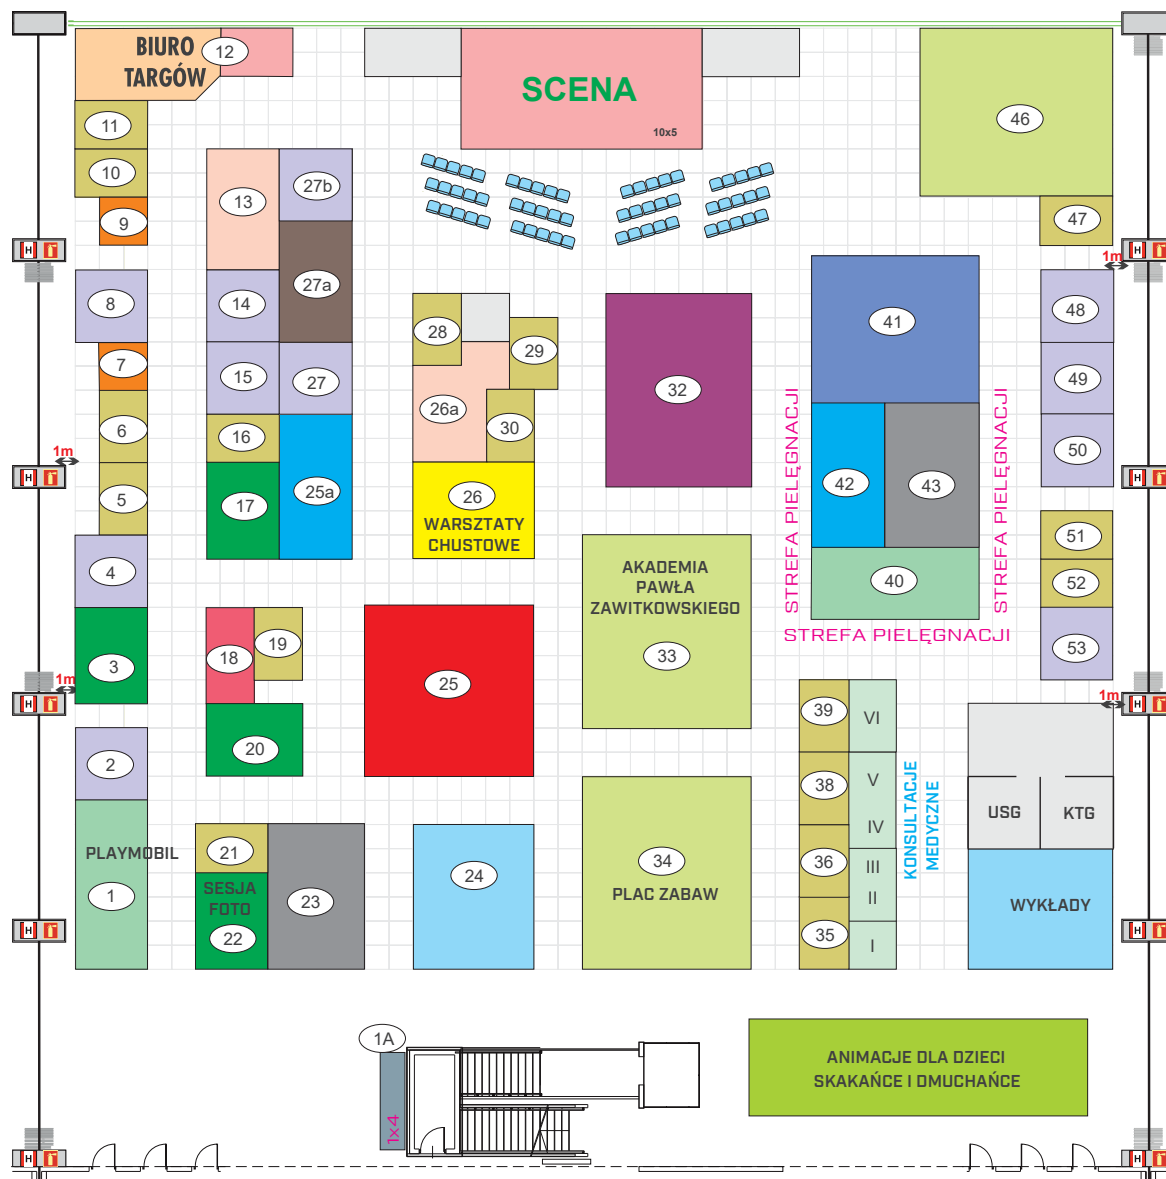 BIURO
TARGÓW
12
SCENA
10x5
46
11
10
9
13
27b
47
H
H
1m
8
14
27a
28
29
41
48
7
15
27
26a
30
32
49
6
16
50
1m
H
H
5
17
25a
26
WARSZTATY
CHUSTOWE
42
43
STREFA PIELĘGNACJI
STREFA PIELĘGNACJI
51
4
AKADEMIA
PAWŁA
ZAWITKOWSKIEGO
33
40
52
STREFA PIELĘGNACJI
3
18
19
53
1m
H
25
1m
H
2
20
39
VI
38
V
IV
36
III
II
35
I
KONSULTACJE
MEDYCZNE
USG
KTG
PLAYMOBIL
1
21
SESJA
FOTO
22
23
24
34
PLAC ZABAW
WYKŁADY
H
H
1A
1x4
ANIMACJE DLA DZIECI
SKAKAŃCE I DMUCHAŃCE
H
H